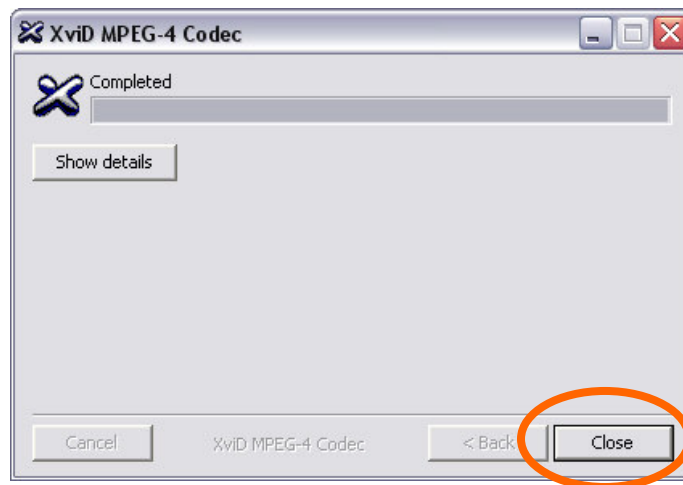 XviD MPEG-4 Codec
Completed
Show details
Cancel
XviD MPEG-4 Codec
< Back
Close